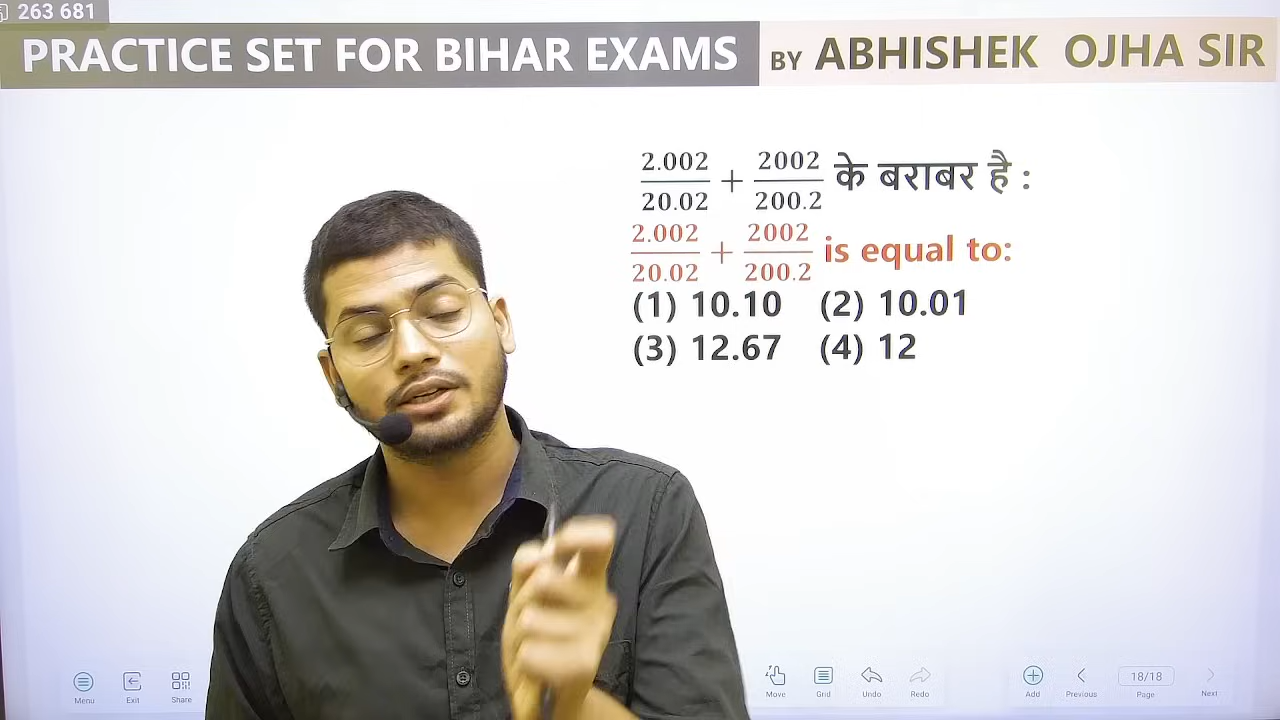 263 681
PRACTICE SET FOR BIHAR EXAMS BY ABHISHEK OJHA SIR
2.002/20.02 + 2002/200.2 के बराबर है :
2.002/20.02 + 2002/200.2 is equal to:
(1) 10.10 (2) 10.01
(3) 12.67 (4) 12
Menu Exit Share Move Grid Undo Redo Add Previous 18/18 Page Next